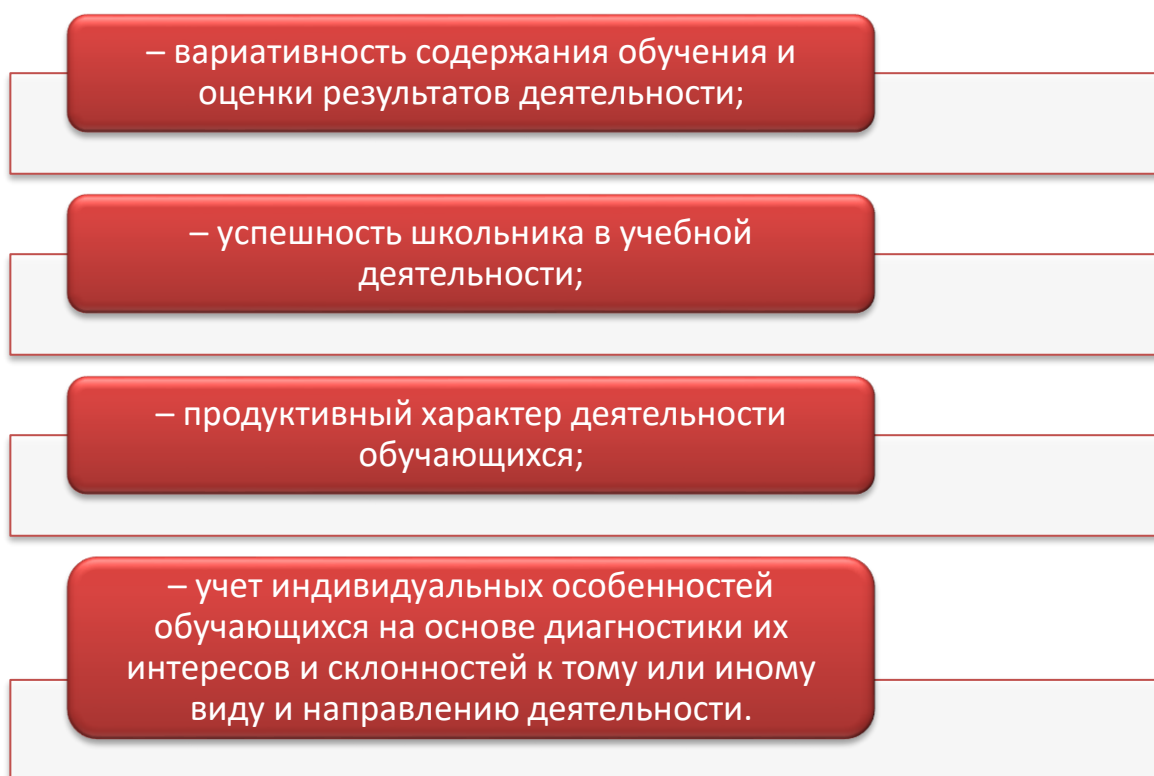 – вариативность содержания обучения и
оценки результатов деятельности;
– успешность школьника в учебной
деятельности;
– продуктивный характер деятельности
обучающихся;
– учет индивидуальных особенностей
обучающихся на основе диагностики их
интересов и склонностей к тому или иному
виду и направлению деятельности.